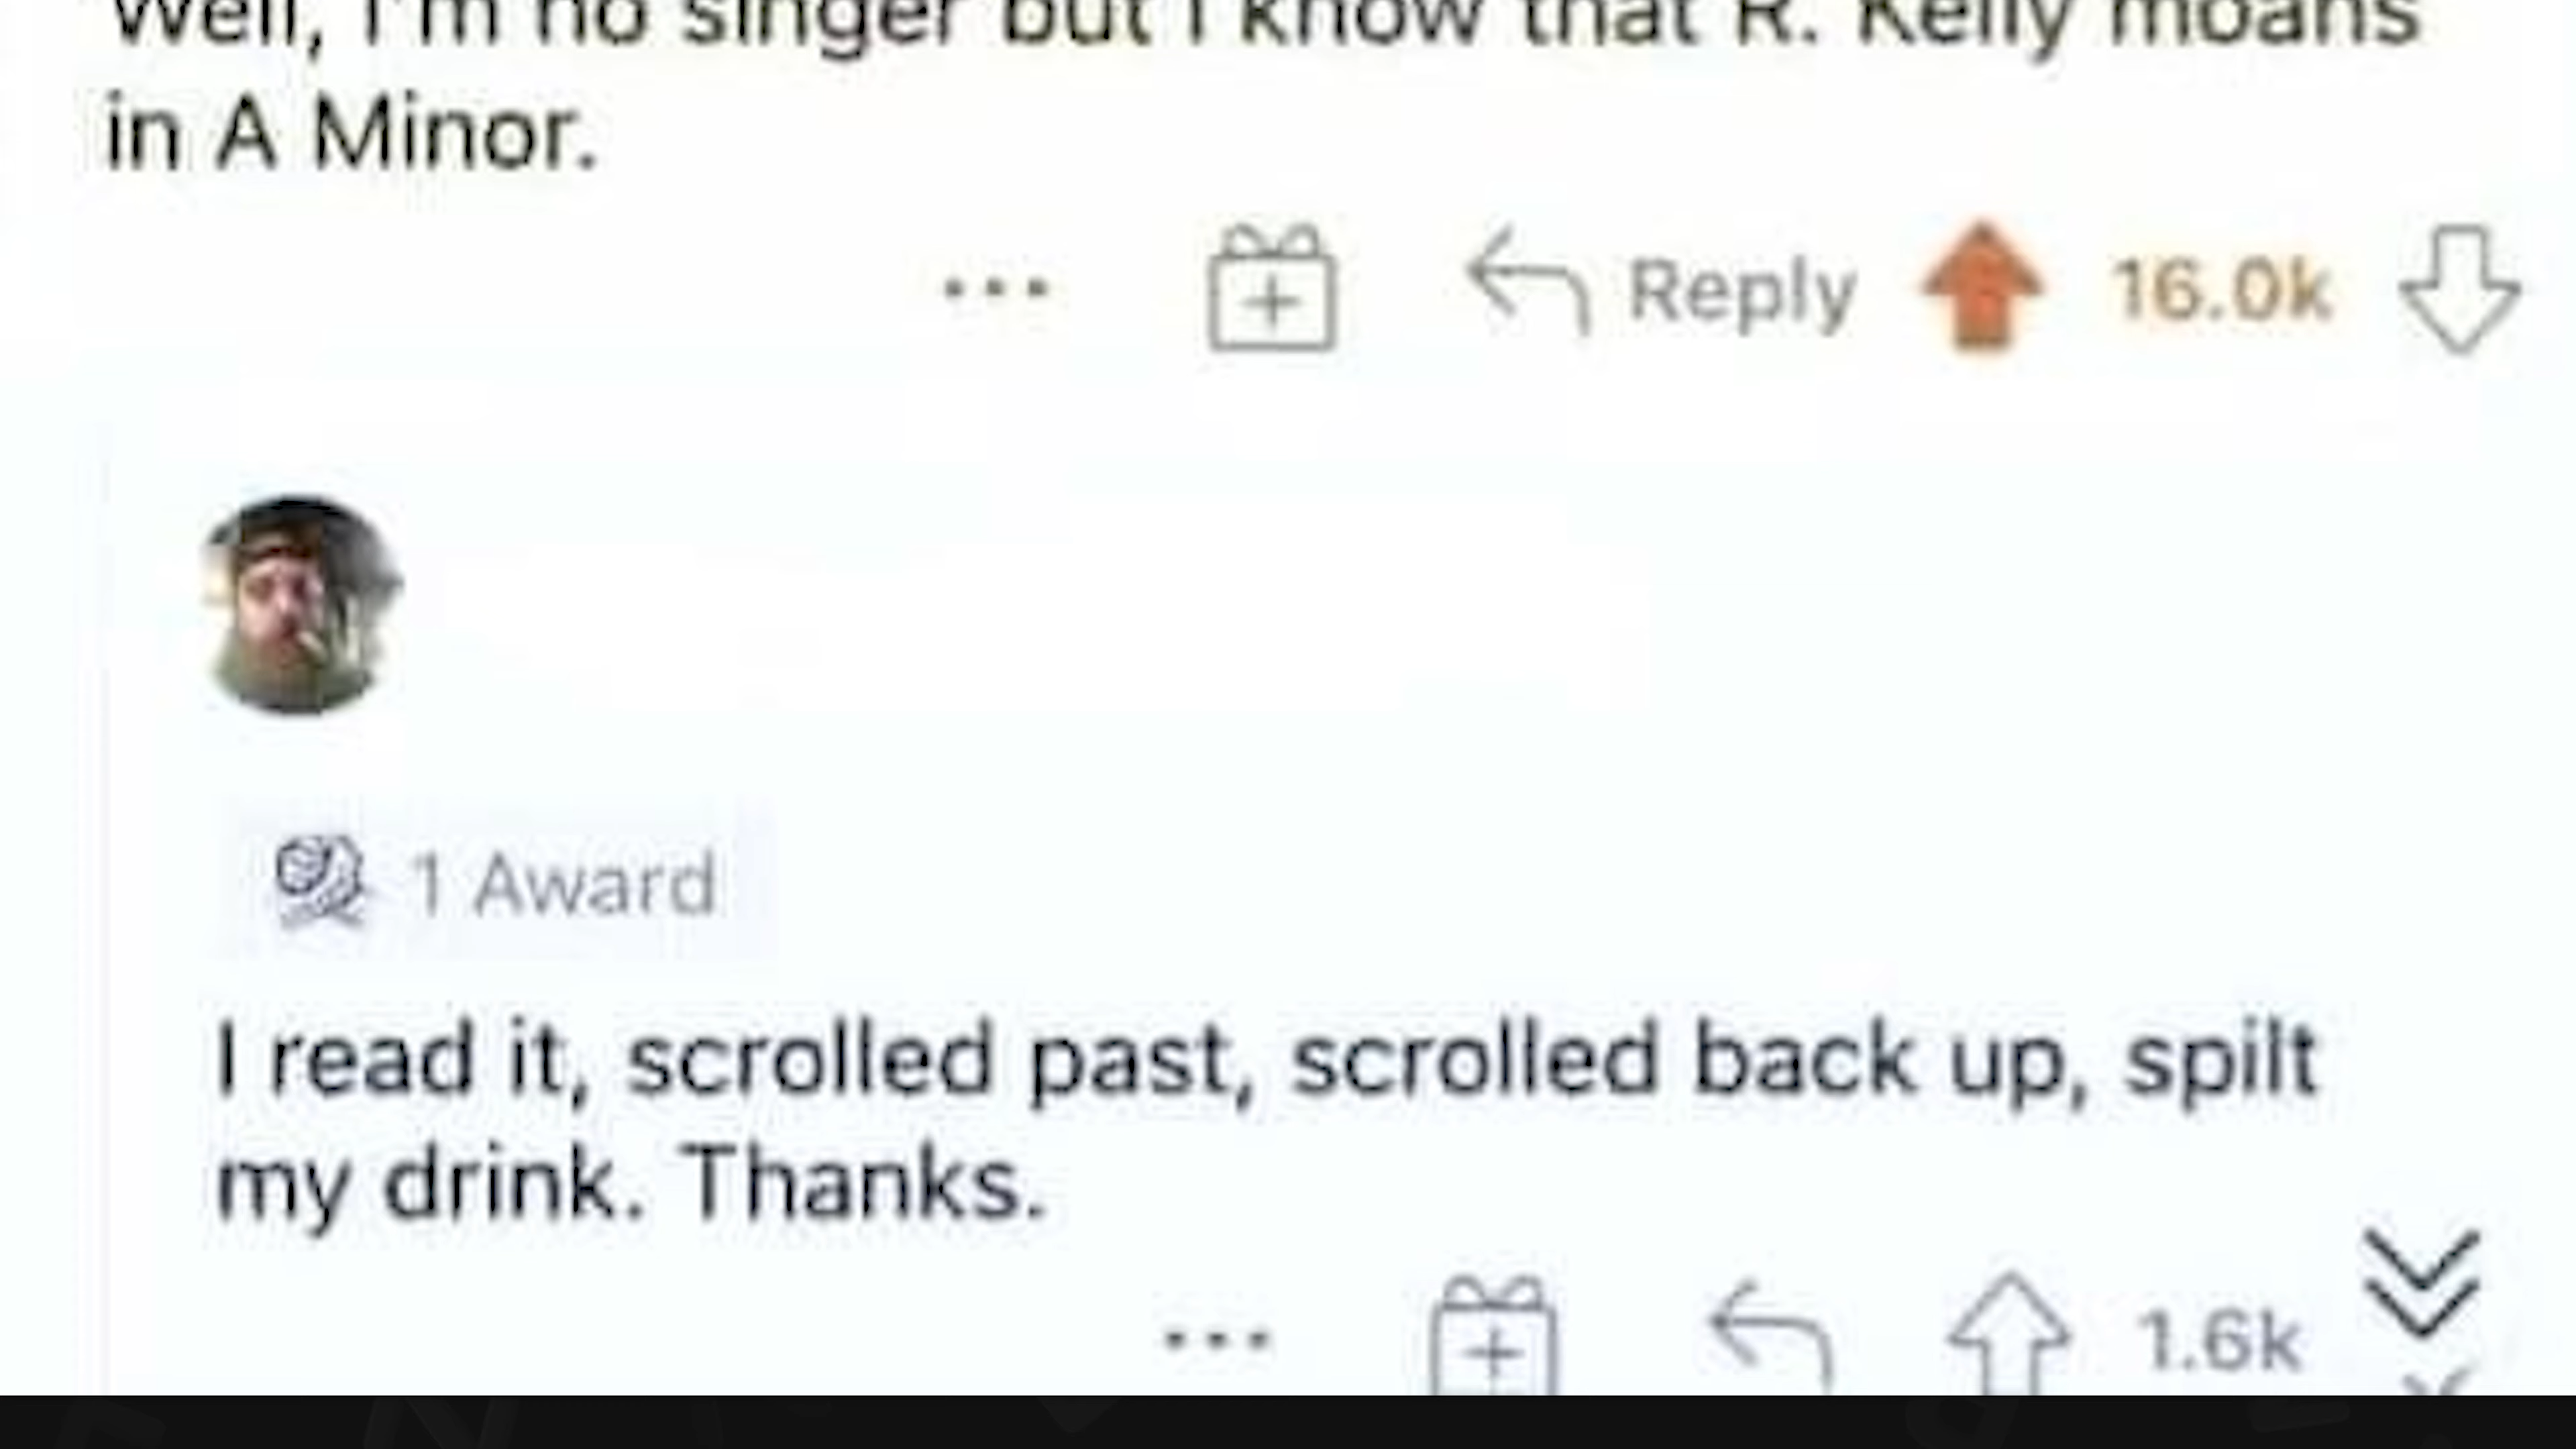 Well, I'm no singer but I know that R. Kelly moans
in A Minor.
Reply 16.0k
1 Award
I read it, scrolled past, scrolled back up, spilt
my drink. Thanks.
1.6k